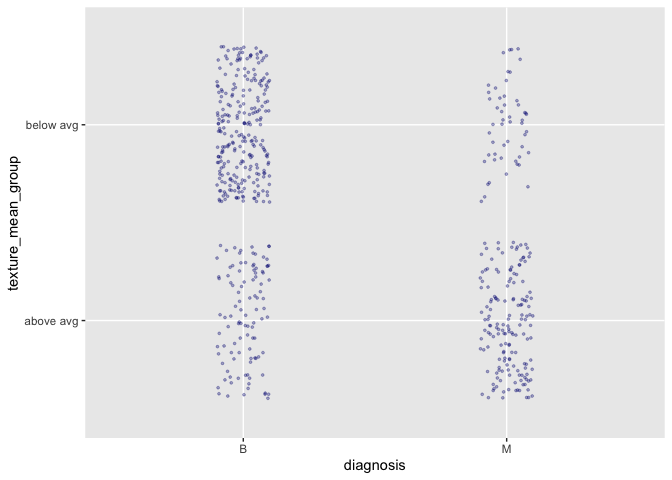 below avg
texture_mean_group
above avg
B
M
diagnosis